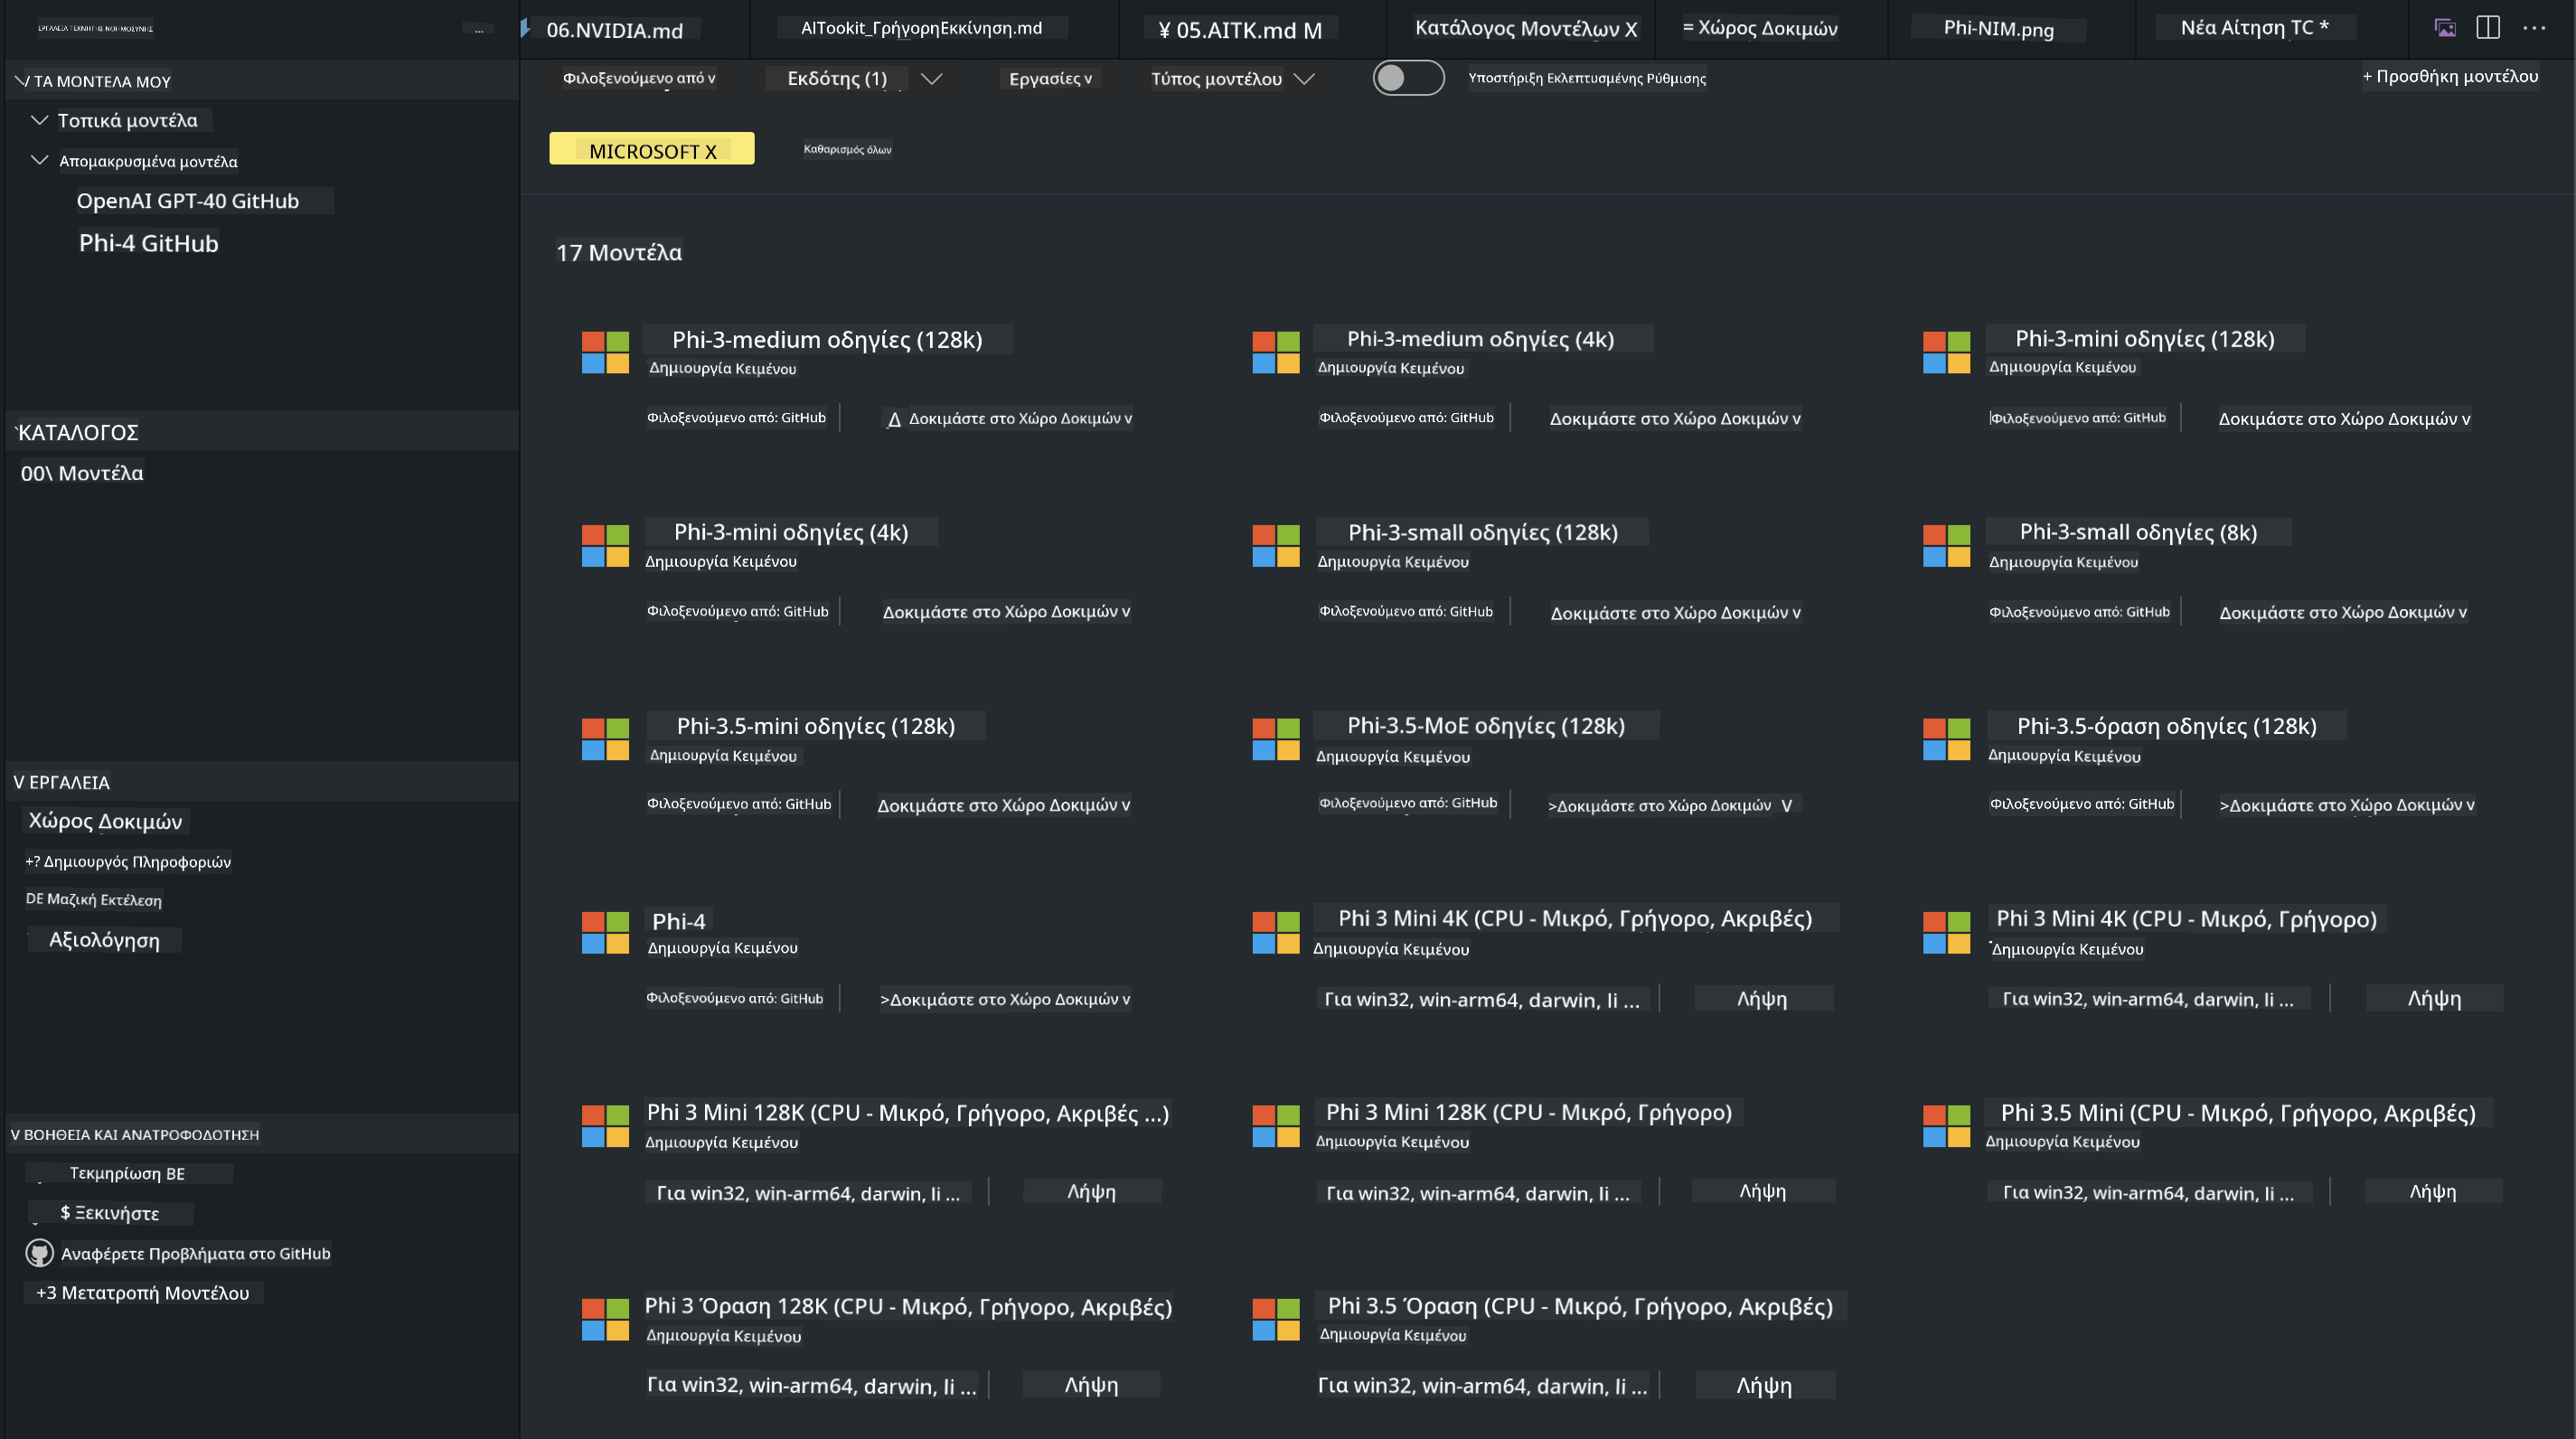 ΕΡΓΑΛΕΙΑ ΤΕΧΝΗΤΗΣ ΝΟΗΜΟΣΥΝΗΣ
...
06.NVIDIA.md
AITookit_ΓρήγορηΕκκίνηση.md
¥ 05.AITK.md M
Κατάλογος Μοντέλων X
= Χώρος Δοκιμών
Phi-NIM.png
Νέα Αίτηση TC *
V ΤΑ ΜΟΝΤΕΛΑ ΜΟΥ
Τοπικά μοντέλα
Απομακρυσμένα μοντέλα
OpenAI GPT-40 GitHub
Phi-4 GitHub
ΚΑΤΑΛΟΓΟΣ
00\ Μοντέλα
V ΕΡΓΑΛΕΙΑ
Χώρος Δοκιμών
+? Δημιουργός Πληροφοριών
DE Μαζική Εκτέλεση
Αξιολόγηση
V ΒΟΗΘΕΙΑ ΚΑΙ ΑΝΑΤΡΟΦΟΔΟΤΗΣΗ
Τεκμηρίωση BE
$ Ξεκινήστε
Αναφέρετε Προβλήματα στο GitHub
+3 Μετατροπή Μοντέλου
Φιλοξενούμενο από v
Εκδότης (1)
Εργασίες v
Τύπος μοντέλου
Υποστήριξη Εκλεπτυσμένης Ρύθμισης
+ Προσθήκη μοντέλου
MICROSOFT X
Καθαρισμός όλων
17 Μοντέλα
Phi-3-medium οδηγίες (128k)
Δημιουργία Κειμένου
Φιλοξενούμενο από: GitHub
Δ Δοκιμάστε στο Χώρο Δοκιμών v
Phi-3-medium οδηγίες (4k)
Δημιουργία Κειμένου
Φιλοξενούμενο από: GitHub
Δοκιμάστε στο Χώρο Δοκιμών v
Phi-3-mini οδηγίες (128k)
Δημιουργία Κειμένου
Φιλοξενούμενο από: GitHub
Δοκιμάστε στο Χώρο Δοκιμών v
Phi-3-mini οδηγίες (4k)
Δημιουργία Κειμένου
Φιλοξενούμενο από: GitHub
Δοκιμάστε στο Χώρο Δοκιμών v
Phi-3-small οδηγίες (128k)
Δημιουργία Κειμένου
Φιλοξενούμενο από: GitHub
Δοκιμάστε στο Χώρο Δοκιμών v
Phi-3-small οδηγίες (8k)
Δημιουργία Κειμένου
Φιλοξενούμενο από: GitHub
Δοκιμάστε στο Χώρο Δοκιμών v
Phi-3.5-mini οδηγίες (128k)
Δημιουργία Κειμένου
Φιλοξενούμενο από: GitHub
Δοκιμάστε στο Χώρο Δοκιμών v
Phi-3.5-MoE οδηγίες (128k)
Δημιουργία Κειμένου
Φιλοξενούμενο από: GitHub
>Δοκιμάστε στο Χώρο Δοκιμών V
Phi-3.5-όραση οδηγίες (128k)
Δημιουργία Κειμένου
Φιλοξενούμενο από: GitHub
>Δοκιμάστε στο Χώρο Δοκιμών v
Phi-4
Δημιουργία Κειμένου
Φιλοξενούμενο από: GitHub
>Δοκιμάστε στο Χώρο Δοκιμών v
Phi 3 Mini 4K (CPU - Μικρό, Γρήγορο, Ακριβές)
Δημιουργία Κειμένου
Για win32, win-arm64, darwin, li ...
Λήψη
Phi 3 Mini 4K (CPU - Μικρό, Γρήγορο)
Δημιουργία Κειμένου
Για win32, win-arm64, darwin, li ...
Λήψη
Phi 3 Mini 128K (CPU - Μικρό, Γρήγορο, Ακριβές ...)
Δημιουργία Κειμένου
Για win32, win-arm64, darwin, li ...
Λήψη
Phi 3 Mini 128K (CPU - Μικρό, Γρήγορο)
Δημιουργία Κειμένου
Για win32, win-arm64, darwin, li ...
Λήψη
Phi 3.5 Mini (CPU - Μικρό, Γρήγορο, Ακριβές)
Δημιουργία Κειμένου
Για win32, win-arm64, darwin, li ...
Λήψη
Phi 3 Όραση 128K (CPU - Μικρό, Γρήγορο, Ακριβές)
Δημιουργία Κειμένου
Για win32, win-arm64, darwin, li ...
Λήψη
Phi 3.5 Όραση (CPU - Μικρό, Γρήγορο, Ακριβές)
Δημιουργία Κειμένου
Για win32, win-arm64, darwin, li ...
Λήψη